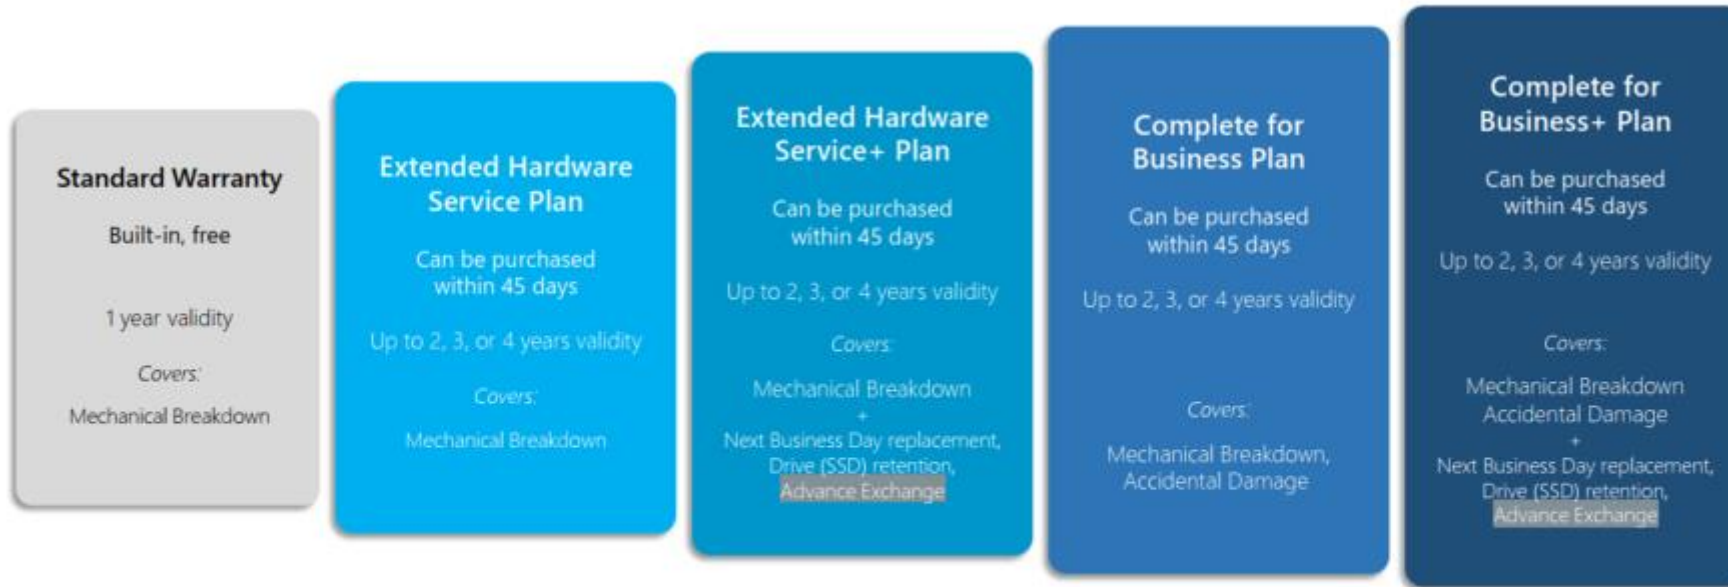 Standard Warranty
Built-in, free
1 year validity
Covers:
Mechanical Breakdown
Extended Hardware
Service Plan
Can be purchased
within 45 days
Up to 2, 3, or 4 years validity
Covers:
Mechanical Breakdown
Extended Hardware
Service+ Plan
Can be purchased
within 45 days
Up to 2, 3, or 4 years validity
Covers:
Mechanical Breakdown
+
Next Business Day replacement,
Drive (SSD) retention,
Advance Exchange
Complete for
Business Plan
Can be purchased
within 45 days
Up to 2, 3, or 4 years validity
Covers:
Mechanical Breakdown,
Accidental Damage
Complete for
Business+ Plan
Can be purchased
within 45 days
Up to 2, 3, or 4 years validity
Covers:
Mechanical Breakdown
Accidental Damage
+
Next Business Day replacement,
Drive (SSD) retention,
Advance Exchange